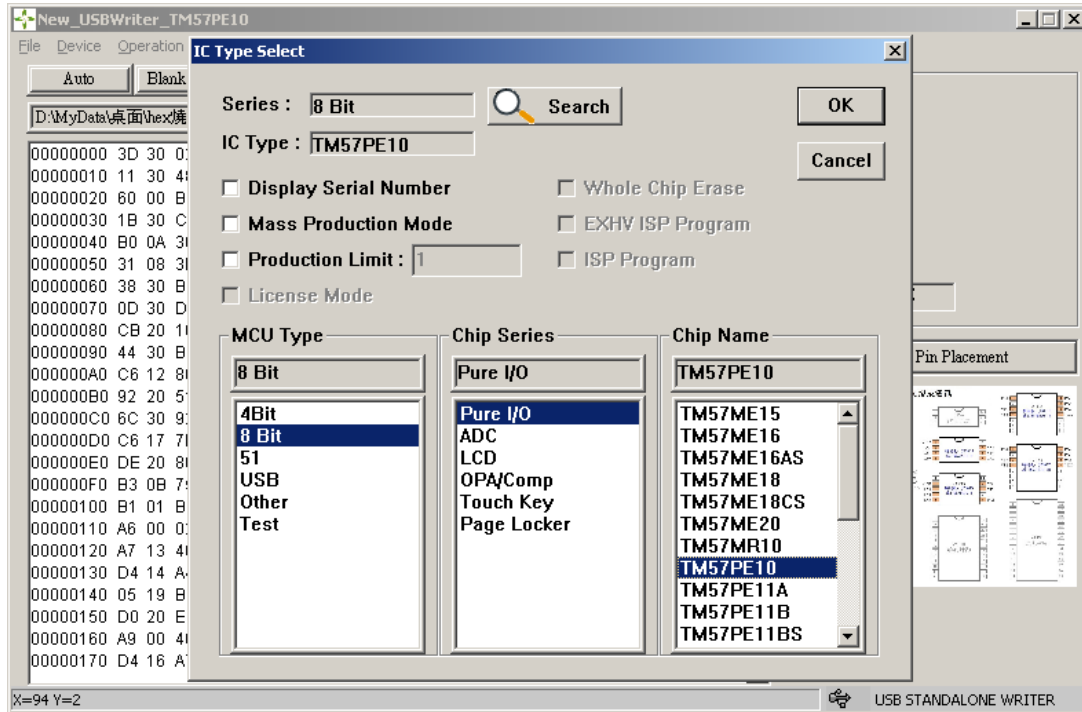 New_USBWriter_TM57PE10
File Device Operation
IC Type Select
Auto Blank
D:\MyData\桌面\hex\燒
Series : 8 Bit Search OK
IC Type : TM57PE10 Cancel
Display Serial Number Whole Chip Erase
Mass Production Mode EXHV ISP Program
Production Limit : 1 ISP Program
License Mode
MCU Type Chip Series Chip Name
8 Bit Pure I/O TM57PE10
4Bit
8 Bit
51
USB
Other
Test
Pure I/O
ADC
LCD
OPA/Comp
Touch Key
Page Locker
TM57ME15
TM57ME16
TM57ME16AS
TM57ME18
TM57ME18CS
TM57ME20
TM57MR10
TM57PE10
TM57PE11A
TM57PE11B
TM57PE11BS
00000000 3D 30
00000010 11 30
00000020 60 00
00000030 1B 30
00000040 B0 0A
00000050 31 08
00000060 38 30
00000070 0D 30
00000080 CB 20
00000090 44 30
000000A0 C6 12
000000B0 92 20
000000C0 6C 30
000000D0 C6 17
000000E0 DE 20
000000F0 B3 0B
00000100 B1 01
00000110 A6 00
00000120 A7 13
00000130 D4 14
00000140 05 19
00000150 D0 20
00000160 A9 00
00000170 D4 16
Pin Placement
X=94 Y=2 USB STANDALONE WRITER